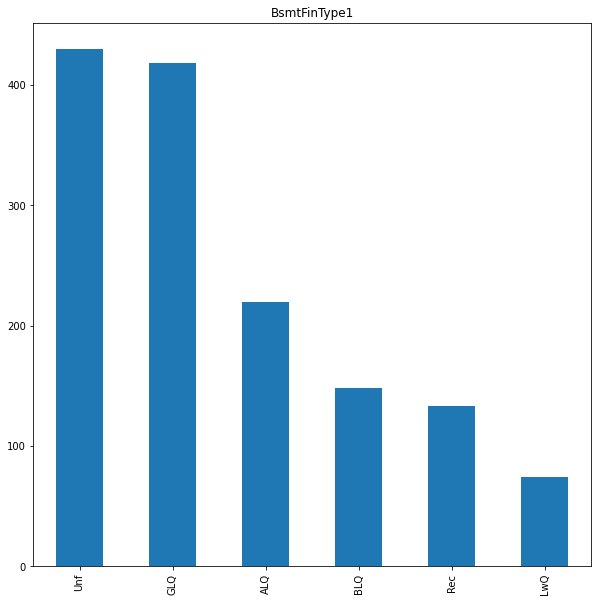 BsmtFinType1
400
300
200
100
0
Unf
GLQ
ALQ
BLQ
Rec
LwQ